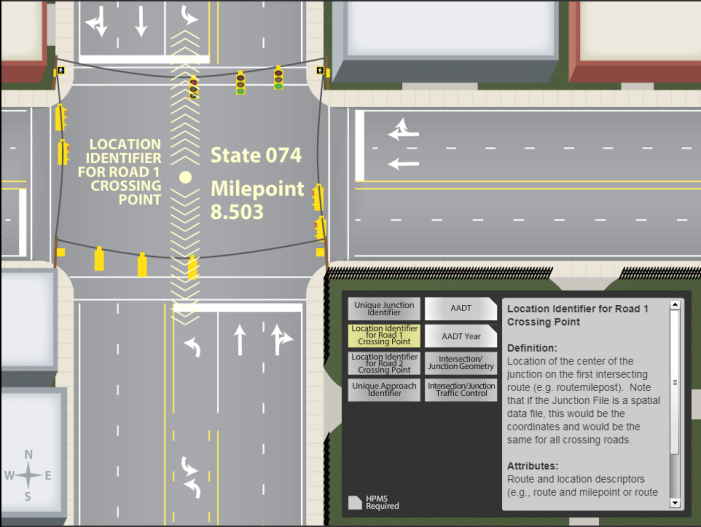 LOCATION
IDENTIFIER
FOR ROAD 1
CROSSING
POINT
State 074
Milepoint
8.503
N
W E
S
Unique Junction
Identifier
AADT
Location Identifier
for Road 1
Crossing Point
AADT Year
Location Identifier
for Road 2
Crossing Point
Intersection/
Junction Geometry
Unique Approach
Identifier
Intersection/Junction
Traffic Control
HPMS
Required
Location Identifier for Road 1
Crossing Point
Definition:
Location of the center of the
junction on the first intersecting
route (e.g. routemilepost). Note
that if the Junction File is a spatial
data file, this would be the
coordinates and would be the
same for all crossing roads.
Attributes:
Route and location descriptors
(e.g., route and milepoint or route